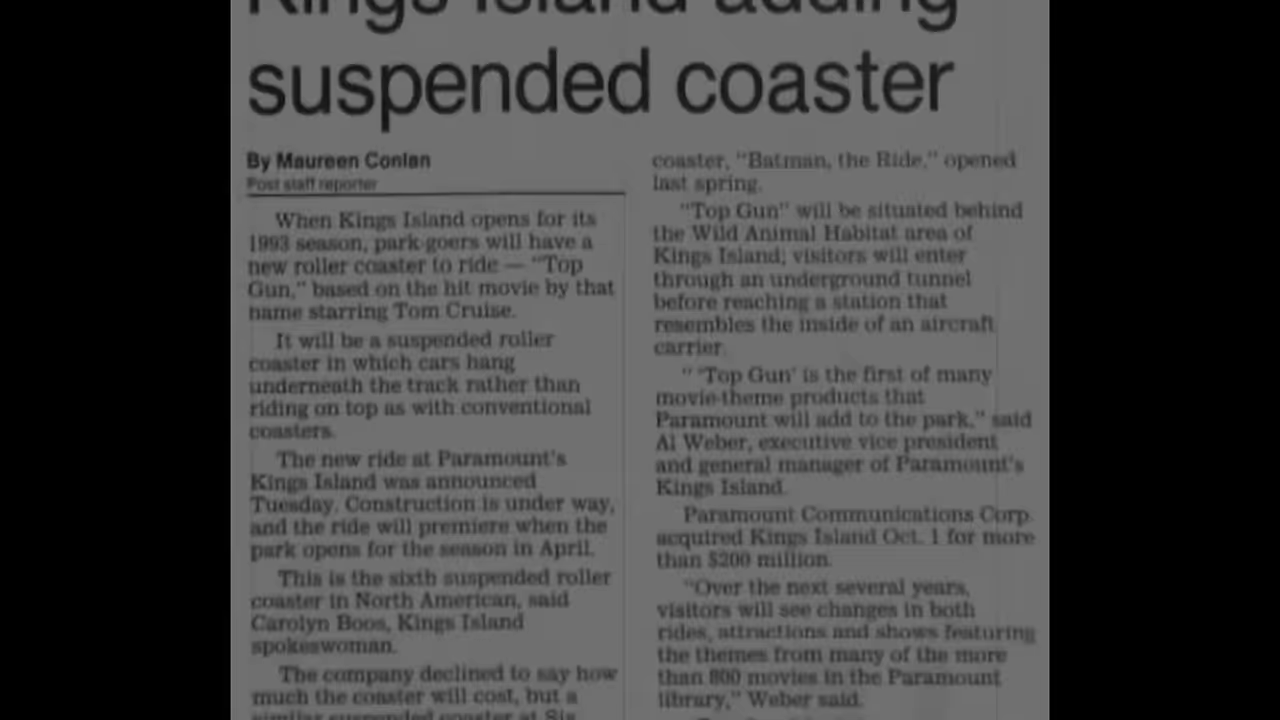 Kings Island adding
suspended coaster
By Maureen Conlan
Post staff reporter
When Kings Island opens for its
1993 season, park-goers will have a
new roller coaster to ride — "Top
Gun," based on the hit movie by that
name starring Tom Cruise.
It will be a suspended roller
coaster in which cars hang
underneath the track rather than
riding on top as with conventional
coasters.
The new ride at Paramount's
Kings Island was announced
Tuesday. Construction is under way,
and the ride will premiere when the
park opens for the season in April.
This is the sixth suspended roller
coaster in North American, said
Carolyn Boos, Kings Island
spokeswoman.
The company declined to say how
much the coaster will cost, but a
similar suspended coaster at Six
coaster, "Batman, the Ride," opened
last spring.
"Top Gun" will be situated behind
the Wild Animal Habitat area of
Kings Island; visitors will enter
through an underground tunnel
before reaching a station that
resembles the inside of an aircraft
carrier.
" 'Top Gun' is the first of many
movie-theme products that
Paramount will add to the park," said
Al Weber, executive vice president
and general manager of Paramount's
Kings Island.
Paramount Communications Corp.
acquired Kings Island Oct. 1 for more
than $200 million.
"Over the next several years,
visitors will see changes in both
rides, attractions and shows featuring
the themes from many of the more
than 800 movies in the Paramount
library," Weber said.